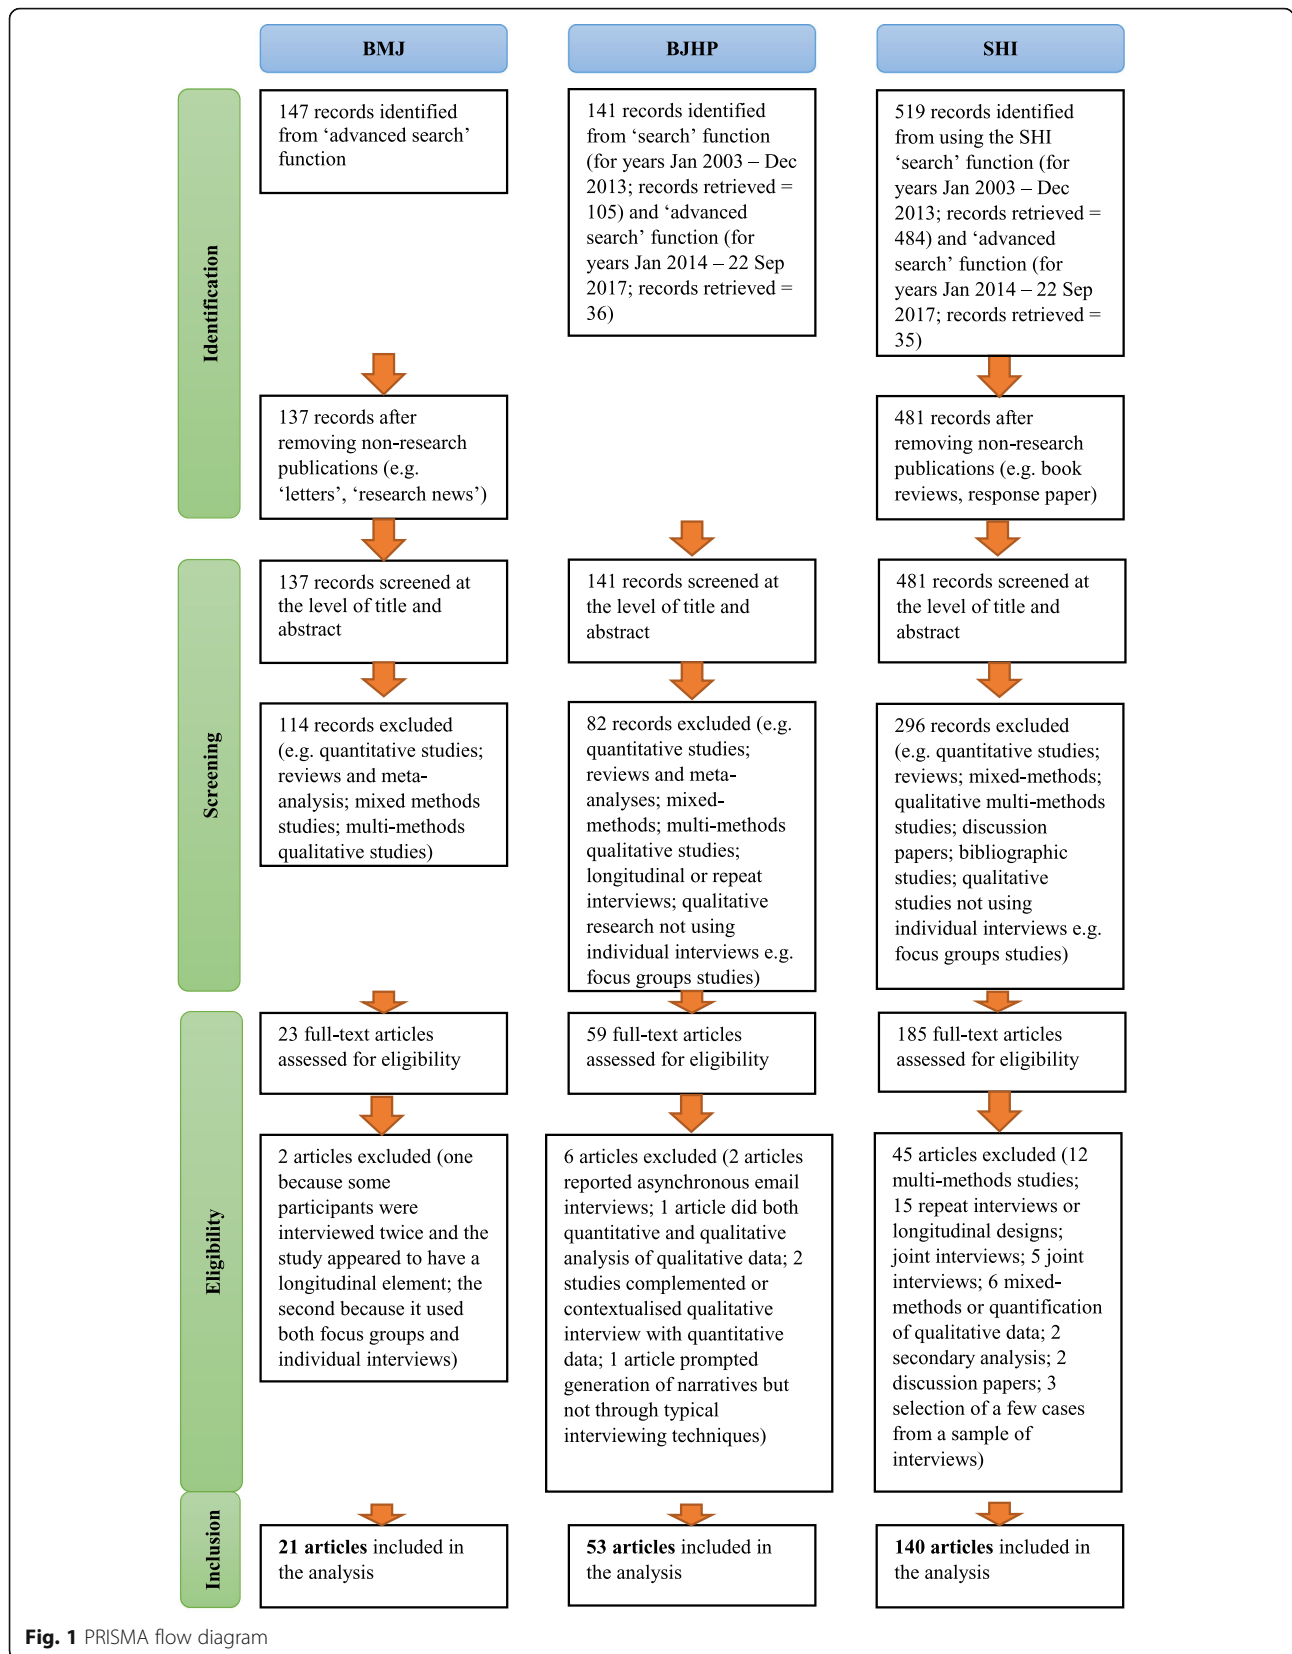 BMJ
BJHP
SHI
Identification
147 records identified
from ‘advanced search’
function
141 records identified
from ‘search’ function
(for years Jan 2003 – Dec
2013; records retrieved =
105) and ‘advanced
search’ function (for
years Jan 2014 – 22 Sep
2017; records retrieved =
36)
519 records identified
from using the SHI
‘search’ function (for
years Jan 2003 – Dec
2013; records retrieved =
484) and ‘advanced
search’ function (for
years Jan 2014 – 22 Sep
2017; records retrieved =
35)
137 records after
removing non-research
publications (e.g.
‘letters’, ‘research news’)
481 records after
removing non-research
publications (e.g. book
reviews, response paper)
Screening
137 records screened at
the level of title and
abstract
141 records screened at
the level of title and
abstract
481 records screened at
the level of title and
abstract
114 records excluded
(e.g. quantitative studies;
reviews and meta-
analysis; mixed methods
studies; multi-methods
qualitative studies)
82 records excluded (e.g.
quantitative studies;
reviews and meta-
analyses; mixed-
methods; multi-methods
qualitative studies;
longitudinal or repeat
interviews; qualitative
research not using
individual interviews e.g.
focus groups studies)
296 records excluded
(e.g. quantitative studies;
reviews; mixed-methods;
qualitative multi-methods
studies; discussion
papers; bibliographic
studies; qualitative
studies not using
individual interviews e.g.
focus groups studies)
Eligibility
23 full-text articles
assessed for eligibility
59 full-text articles
assessed for eligibility
185 full-text articles
assessed for eligibility
2 articles excluded (one
because some
participants were
interviewed twice and the
study appeared to have a
longitudinal element; the
second because it used
both focus groups and
individual interviews)
6 articles excluded (2 articles
reported asynchronous email
interviews; 1 article did both
quantitative and qualitative
analysis of qualitative data; 2
studies complemented or
contextualised qualitative
interview with quantitative
data; 1 article prompted
generation of narratives but
not through typical
interviewing techniques)
45 articles excluded (12
multi-methods studies;
15 repeat interviews or
longitudinal designs;
joint interviews; 5 joint
interviews; 6 mixed-
methods or quantification
of qualitative data; 2
secondary analysis; 2
discussion papers; 3
selection of a few cases
from a sample of
interviews)
Inclusion
21 articles included in
the analysis
53 articles included in
the analysis
140 articles included in
the analysis
Fig. 1 PRISMA flow diagram